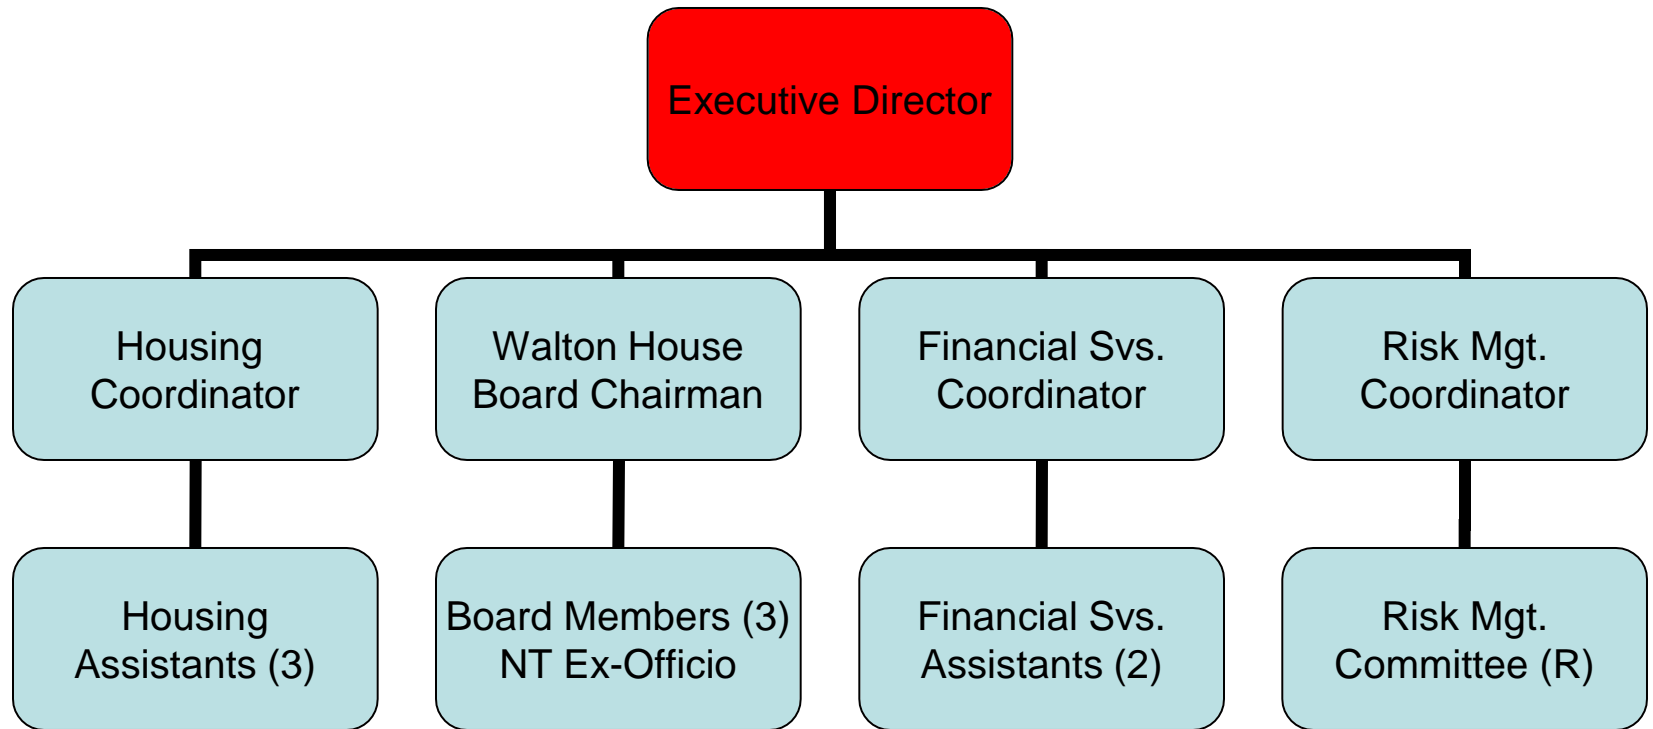 Executive Director
Housing
Coordinator
Walton House
Board Chairman
Financial Svs.
Coordinator
Risk Mgt.
Coordinator
Housing
Assistants (3)
Board Members (3)
NT Ex-Officio
Financial Svs.
Assistants (2)
Risk Mgt.
Committee (R)